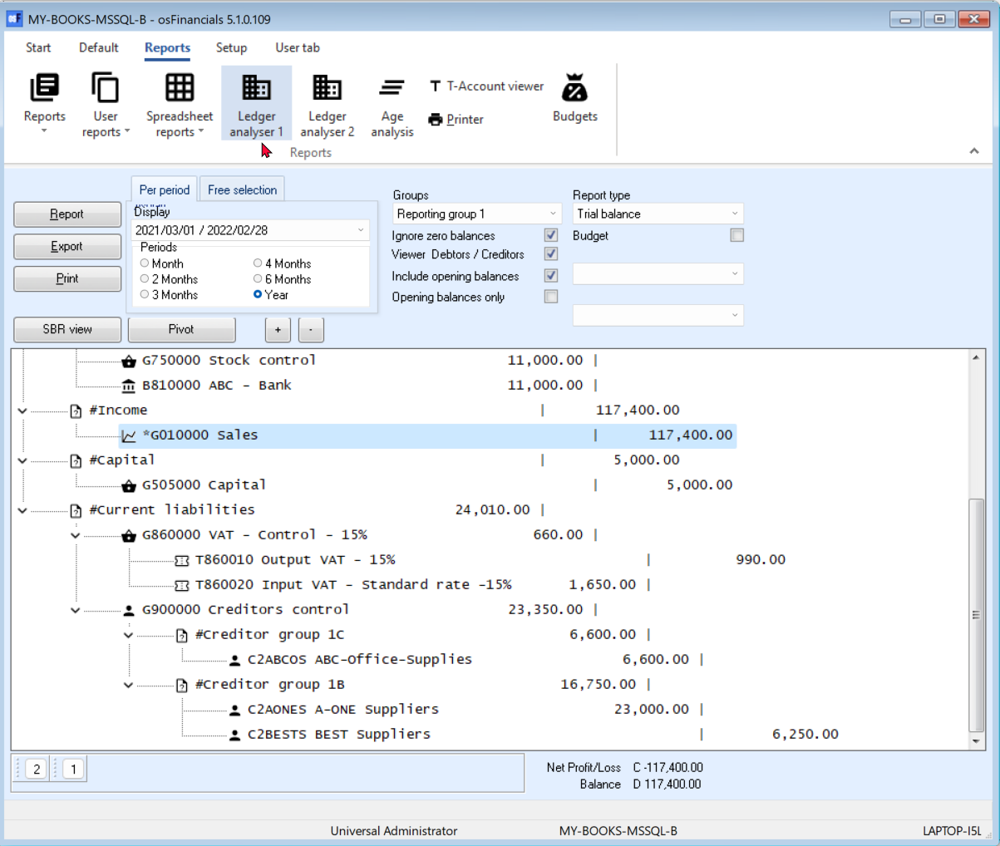 MY-BOOKS-MSSQL-B - osFinancials 5.1.0.109
Start Default Reports Setup User tab
Reports
User reports
Spreadsheet reports
Ledger analyser 1
Ledger analyser 2
Age analysis
T-Account viewer
Printer
Budgets
Reports
Report
Export
Print
Per period Free selection
Display
2021/03/01 / 2022/02/28
Periods
Month 4 Months
2 Months 6 Months
3 Months Year
Groups
Reporting group 1
Ignore zero balances
Viewer Debtors / Creditors
Include opening balances
Opening balances only
Report type
Trial balance
Budget
SBR view Pivot + -
G750000 Stock control 11,000.00 |
B810000 ABC - Bank 11,000.00 |
#Income | 117,400.00
*G010000 Sales | 117,400.00
#Capital | 5,000.00
G505000 Capital | 5,000.00
#Current liabilities 24,010.00 |
G860000 VAT - Control - 15% 660.00 |
T860010 Output VAT - 15% | 990.00
T860020 Input VAT - Standard rate -15% 1,650.00 |
G900000 Creditors control 23,350.00 |
#Creditor group 1C 6,600.00 |
C2ABCOS ABC-Office-Supplies 6,600.00 |
#Creditor group 1B 16,750.00 |
C2AONES A-ONE Suppliers 23,000.00 |
C2BESTS BEST Suppliers | 6,250.00
2 1
Net Profit/Loss C -117,400.00
Balance D 117,400.00
Universal Administrator MY-BOOKS-MSSQL-B LAPTOP-I5L